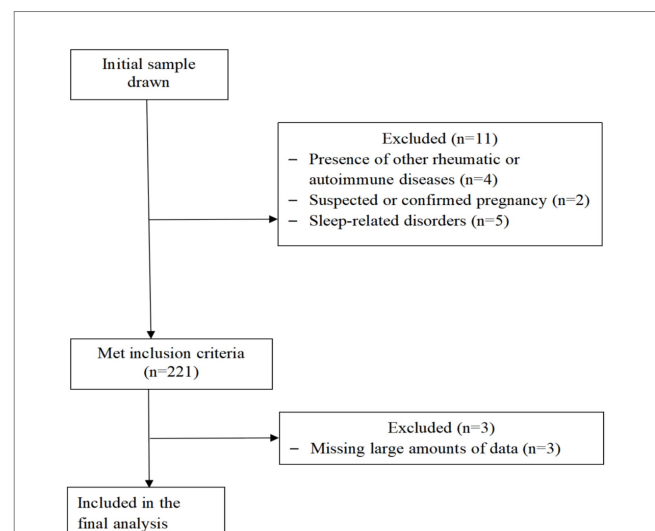 Initial sample
drawn
Excluded (n=11)
– Presence of other rheumatic or
autoimmune diseases (n=4)
– Suspected or confirmed pregnancy (n=2)
– Sleep-related disorders (n=5)
Met inclusion criteria
(n=221)
Excluded (n=3)
– Missing large amounts of data (n=3)
Included in the
final analysis